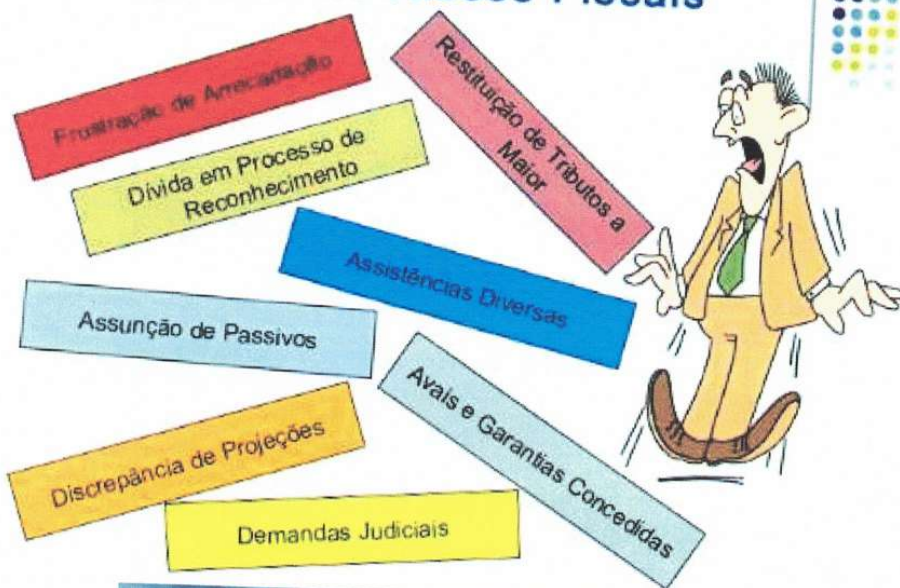 Fiscais
Frustração de Arrecadação
Restituição de Tributos a
Maior
Dívida em Processo de
Reconhecimento
Assistências Diversas
Assunção de Passivos
Avais e Garantias Concedidas
Discrepância de Projeções
Demandas Judiciais